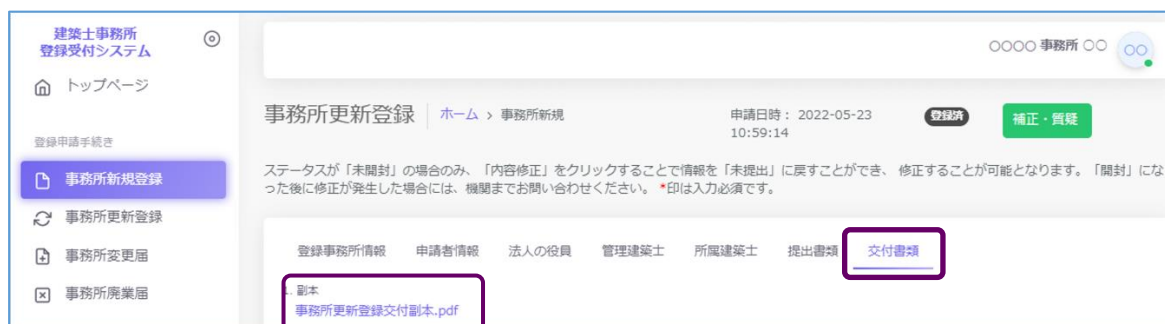 建築士事務所
登録受付システム
トップページ
登録申請手続き
事務所新規登録
事務所更新登録
事務所変更届
事務所廃業届
〇〇〇〇 事務所 〇〇
〇〇
事務所更新登録 ホーム > 事務所新規
申請日時： 2022-05-23
10:59:14
登録済
補正・質疑
ステータスが「未開封」の場合のみ、「内容修正」をクリックすることで情報を「未提出」に戻すことができ、 修正することが可能となります。「開封」にな
った後に修正が発生した場合には、機関までお問い合わせください。 *印は入力必須です。
登録事務所情報 申請者情報 法人の役員 管理建築士 所属建築士 提出書類 交付書類
. 副本
事務所更新登録交付副本.pdf